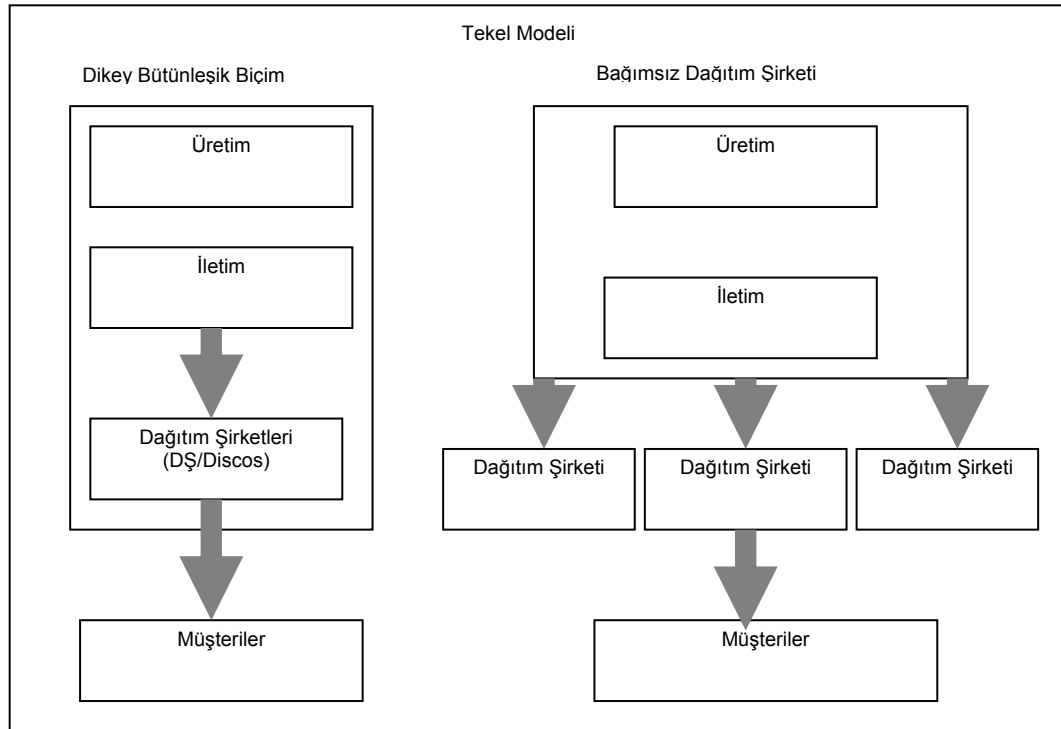 Tekel Modeli
Dikey Bütünleşik Biçim
Üretim
İletim
Dağıtım Şirketleri
(DŞ/Discos)
Müşteriler
Bağımsız Dağıtım Şirketi
Üretim
İletim
Dağıtım Şirketi
Dağıtım Şirketi
Dağıtım Şirketi
Müşteriler